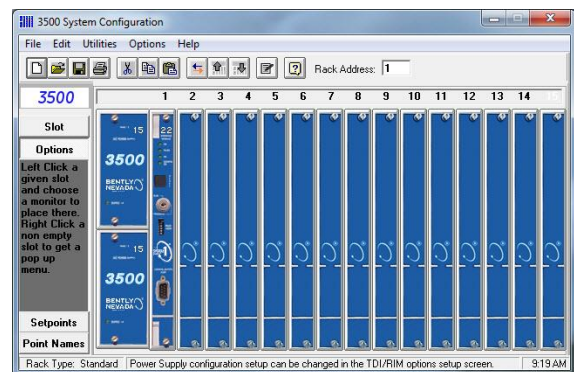 3500 System Configuration
File Edit Utilities Options Help
Rack Address: 1
3500 1 2 3 4 5 6 7 8 9 10 11 12 13 14 15
Slot
Options
Left Click a
given slot
and choose
a monitor to
place there.
Right Click a
non empty
slot to get a
pop up
menu.
Setpoints
Point Names
15
22
3500
BENTLY
NEVADA
15
3500
BENTLY
NEVADA
Rack Type: Standard Power Supply configuration setup can be changed in the TDI/RIM options setup screen. 9:19 AM